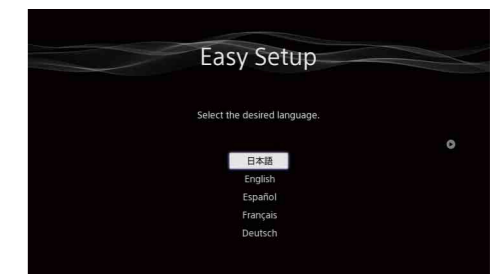 Easy Setup
Select the desired language.
日本語
English
Español
Français
Deutsch